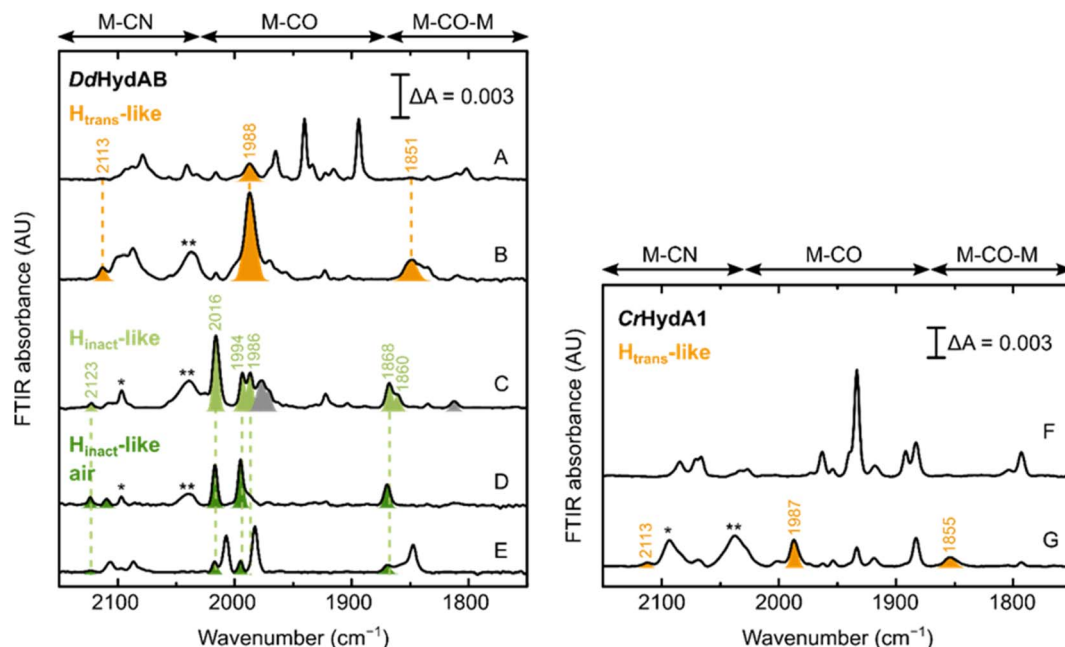 M-CN M-CO M-CO-M
DdHydAB
Htrans-like
ΔA = 0.003
2113
1988
1851
A
**
B
Hinact-like
2123
*
**
2016
1994
1986
1868
1860
C
Hinact-like
air
*
**
D
E
FTIR absorbance (AU)
2100 2000 1900 1800
Wavenumber (cm⁻¹)
M-CN M-CO M-CO-M
CrHydA1
Htrans-like
ΔA = 0.003
F
2113
*
**
1987
1855
G
FTIR absorbance (AU)
2100 2000 1900 1800
Wavenumber (cm⁻¹)